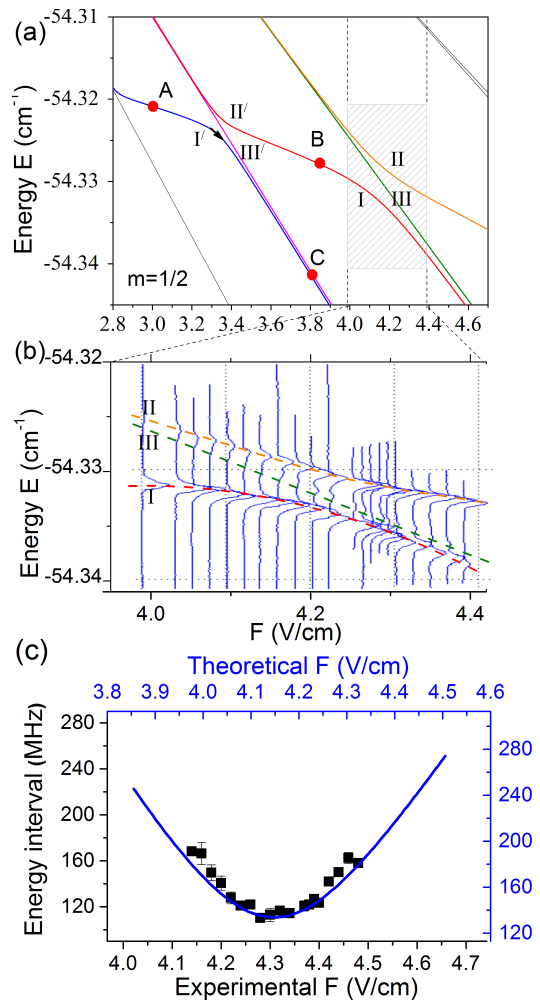 (a)
-54.31
-54.32
-54.33
-54.34
Energy E (cm⁻¹)
A
I/
II/
III/
B
I
II
III
C
m=1/2
2.8 3.0 3.2 3.4 3.6 3.8 4.0 4.2 4.4 4.6
(b)
-54.32
-54.33
-54.34
Energy E (cm⁻¹)
II
III
I
4.0 4.2 4.4
F (V/cm)
(c)
Theoretical F (V/cm)
3.8 3.9 4.0 4.1 4.2 4.3 4.4 4.5 4.6
280
240
200
160
120
Energy interval (MHz)
280
240
200
160
130
4.0 4.1 4.2 4.3 4.4 4.5 4.6 4.7
Experimental F (V/cm)